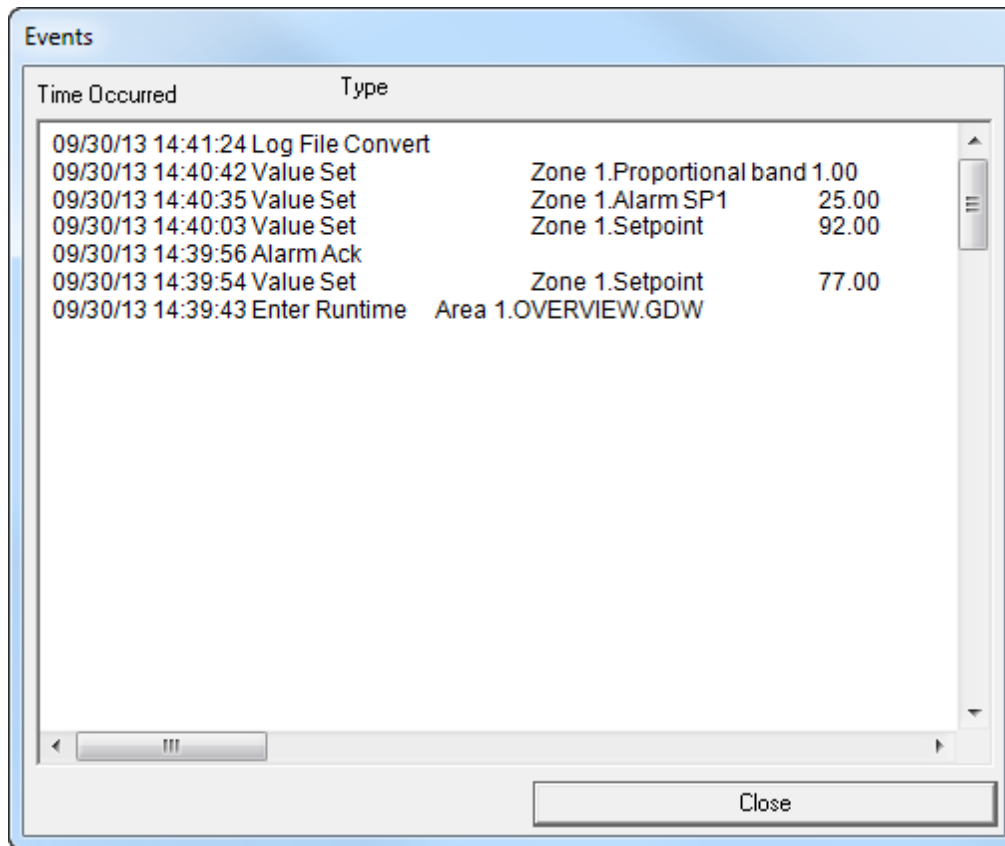 Events
Time Occurred Type
09/30/13 14:41:24 Log File Convert
09/30/13 14:40:42 Value Set Zone 1.Proportional band 1.00
09/30/13 14:40:35 Value Set Zone 1.Alarm SP1 25.00
09/30/13 14:40:03 Value Set Zone 1.Setpoint 92.00
09/30/13 14:39:56 Alarm Ack
09/30/13 14:39:54 Value Set Zone 1.Setpoint 77.00
09/30/13 14:39:43 Enter Runtime Area 1.OVERVIEW.GDW
Close